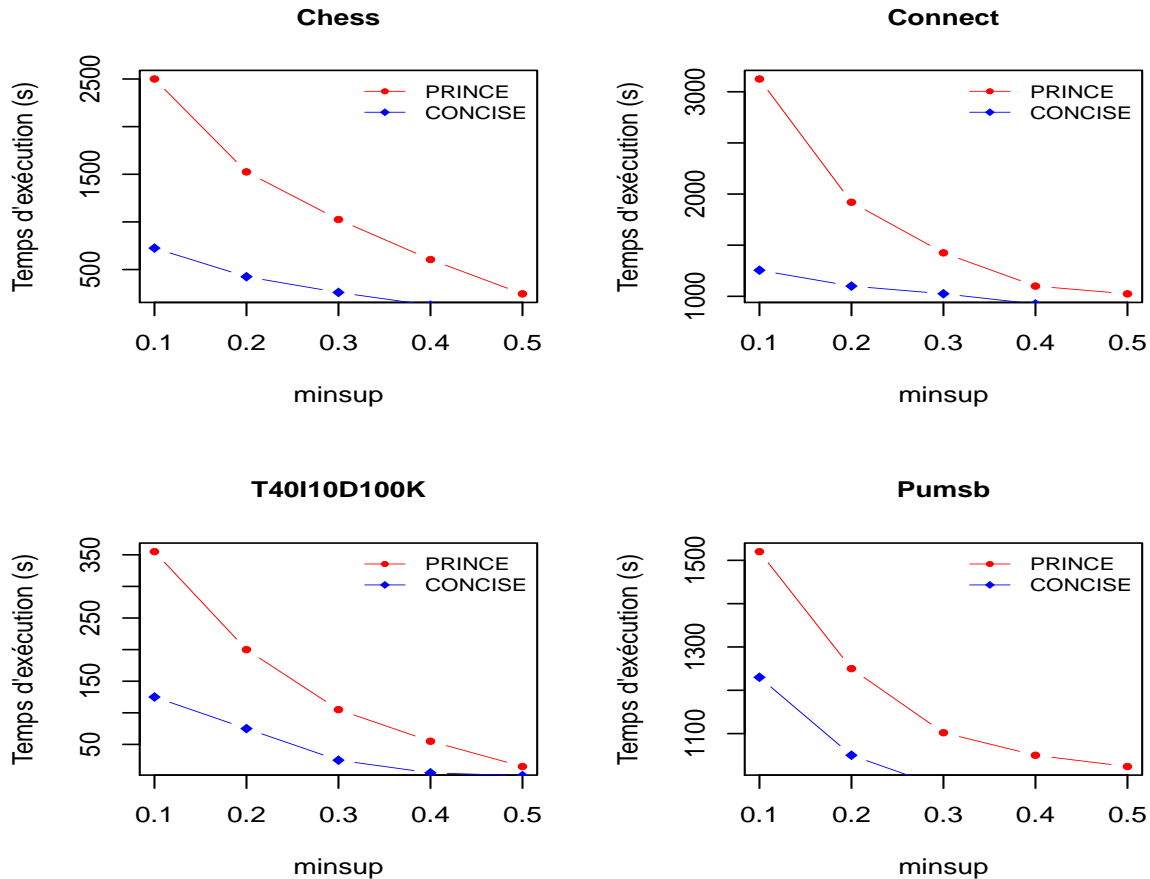 Chess
Temps d'exécution (s)
2500
1500
500
PRINCE
CONCISE
0.1 0.2 0.3 0.4 0.5
minsup
Connect
Temps d'exécution (s)
3000
2000
1000
PRINCE
CONCISE
0.1 0.2 0.3 0.4 0.5
minsup
T40I10D100K
Temps d'exécution (s)
350
250
150
50
PRINCE
CONCISE
0.1 0.2 0.3 0.4 0.5
minsup
Pumsb
Temps d'exécution (s)
1500
1300
1100
PRINCE
CONCISE
0.1 0.2 0.3 0.4 0.5
minsup